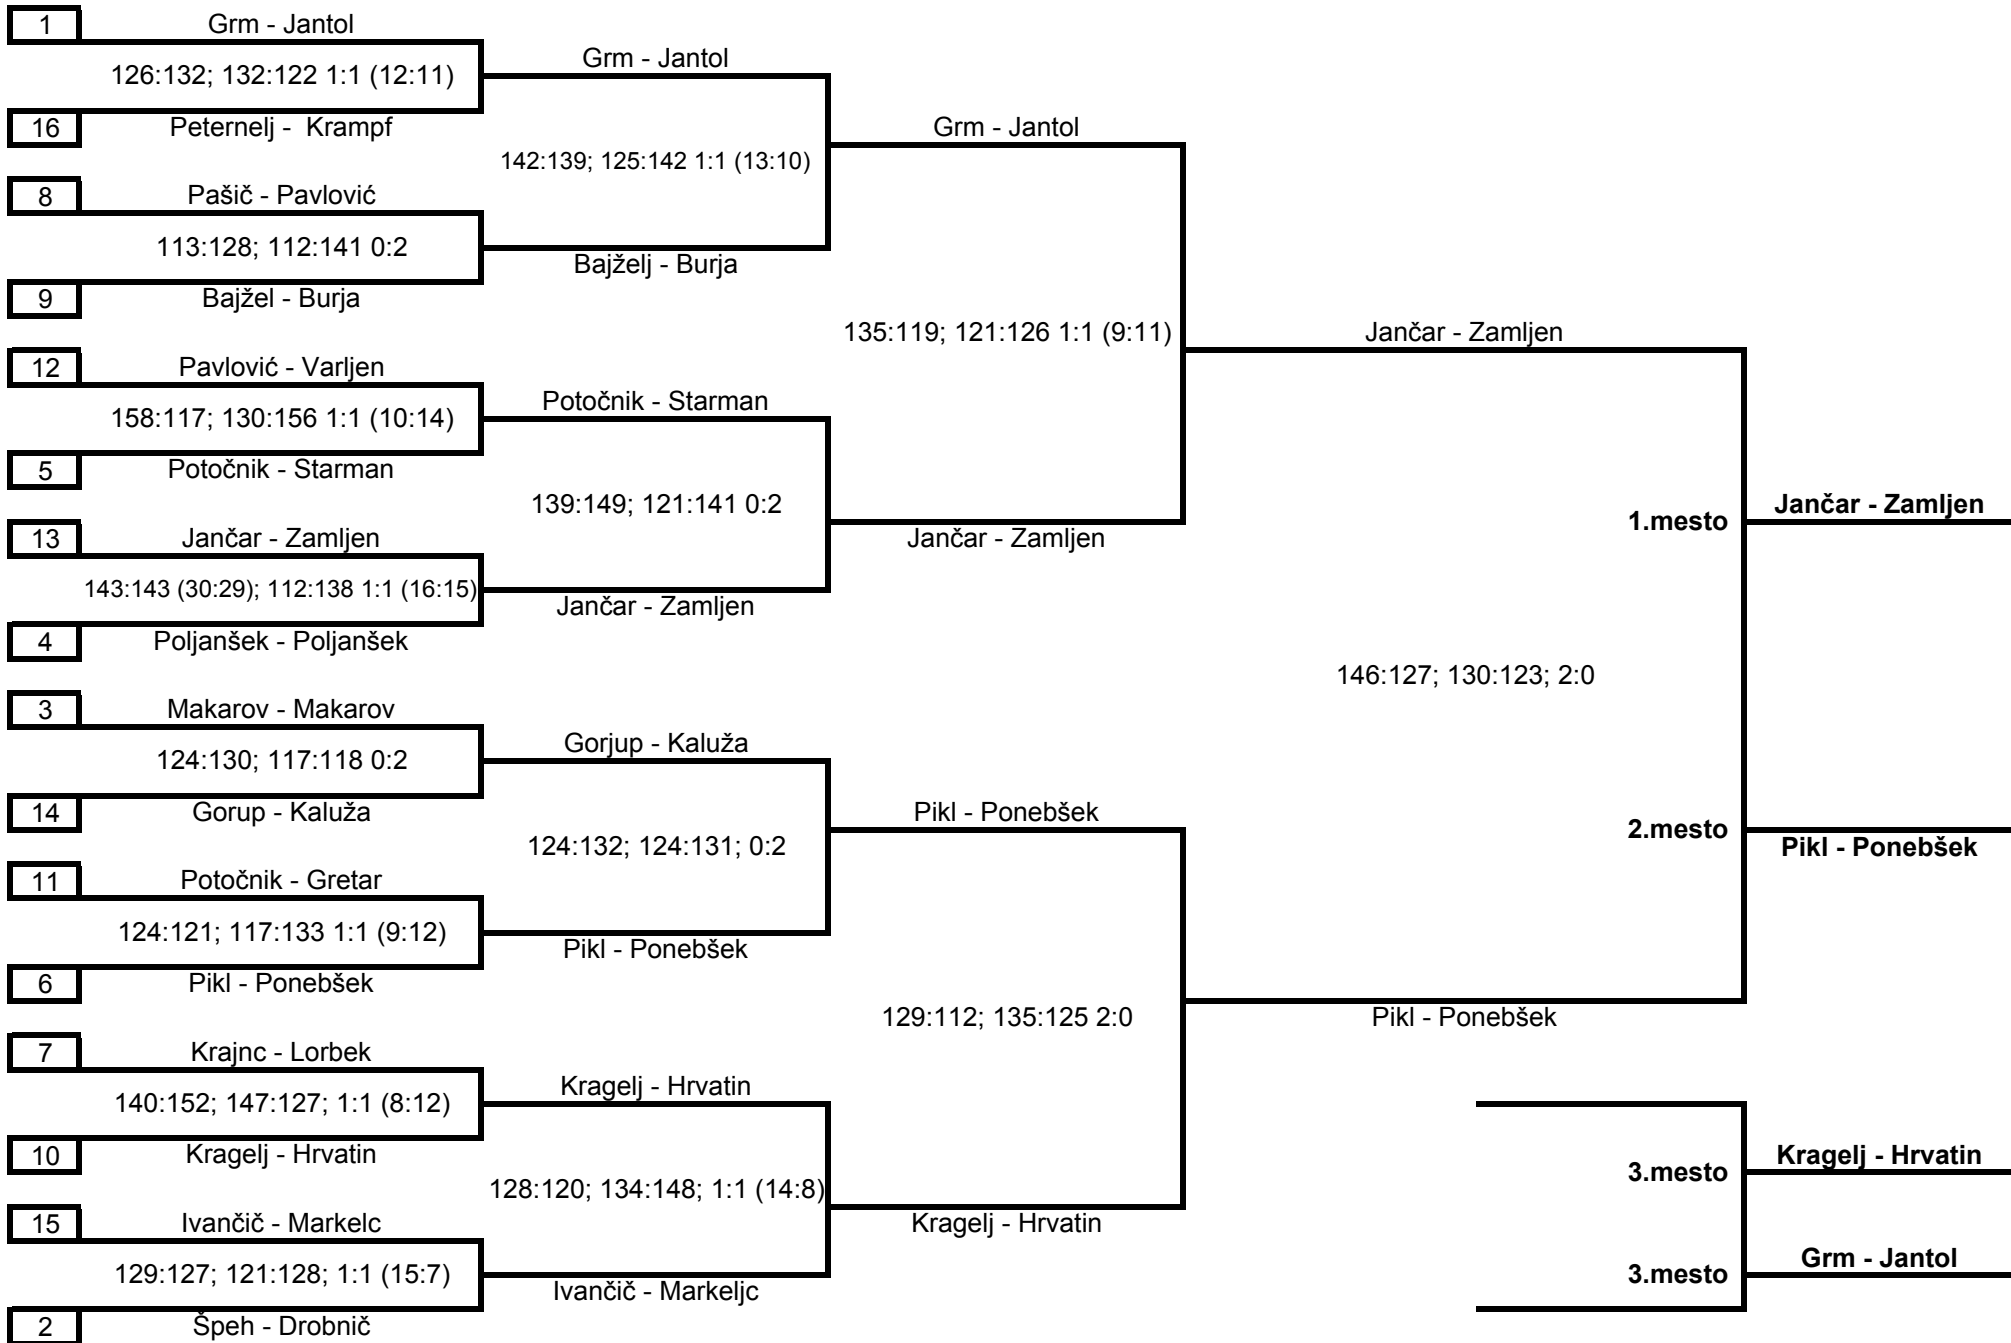 1 Grm - Jantol
126:132; 132:122 1:1 (12:11)
16 Peternelj -  Krampf
8 Pašič - Pavlović
113:128; 112:141 0:2
9 Bajžel - Burja
12 Pavlović - Varljen
158:117; 130:156 1:1 (10:14)
5 Potočnik - Starman
13 Jančar - Zamljen
143:143 (30:29); 112:138 1:1 (16:15)
4 Poljanšek - Poljanšek
3 Makarov - Makarov
124:130; 117:118 0:2
14 Gorup - Kaluža
11 Potočnik - Gretar
124:121; 117:133 1:1 (9:12)
6 Pikl - Ponebšek
7 Krajnc - Lorbek
140:152; 147:127; 1:1 (8:12)
10 Kragelj - Hrvatin
15 Ivančič - Markelc
129:127; 121:128; 1:1 (15:7)
2 Špeh - Drobnič
Grm - Jantol
142:139; 125:142 1:1 (13:10)
Bajželj - Burja
Potočnik - Starman
139:149; 121:141 0:2
Jančar - Zamljen
Gorjup - Kaluža
124:132; 124:131; 0:2
Pikl - Ponebšek
Kragelj - Hrvatin
128:120; 134:148; 1:1 (14:8)
Ivančič - Markeljc
Grm - Jantol
135:119; 121:126 1:1 (9:11)
Jančar - Zamljen
Pikl - Ponebšek
129:112; 135:125 2:0
Kragelj - Hrvatin
Jančar - Zamljen
146:127; 130:123; 2:0
Pikl - Ponebšek
1.mesto Jančar - Zamljen
2.mesto Pikl - Ponebšek
3.mesto Kragelj - Hrvatin
3.mesto Grm - Jantol